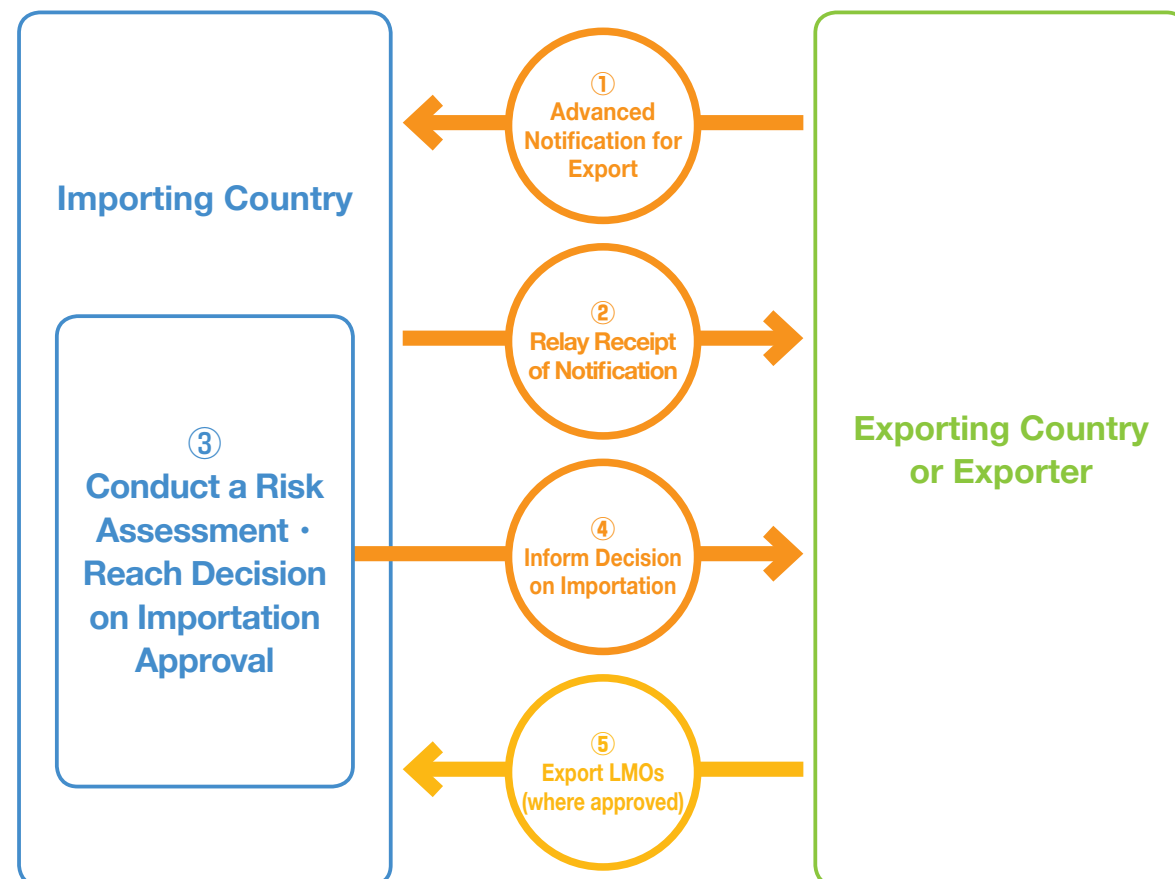 ①
Advanced
Notification for
Export
Importing Country
②
Relay Receipt
of Notification
③
Conduct a Risk
Assessment・
Reach Decision
on Importation
Approval
Exporting Country
or Exporter
④
Inform Decision
on Importation
⑤
Export LMOs
(where approved)